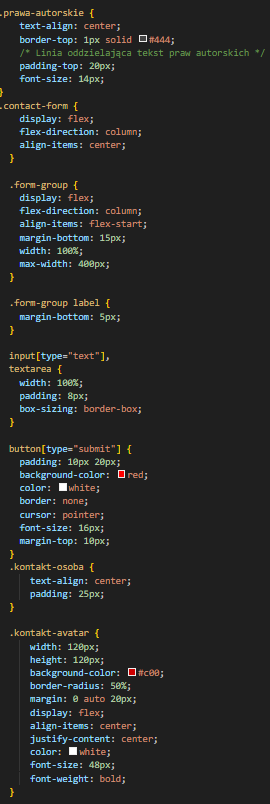 .prawa-autorskie {
    text-align: center;
    border-top: 1px solid #444;
    /* Linia oddzielająca tekst praw autorskich */
    padding-top: 20px;
    font-size: 14px;
}
.contact-form {
    display: flex;
    flex-direction: column;
    align-items: center;
  }

  .form-group {
    display: flex;
    flex-direction: column;
    align-items: flex-start;
    margin-bottom: 15px;
    width: 100%;
    max-width: 400px;
  }

  .form-group label {
    margin-bottom: 5px;
  }

  input[type="text"],
  textarea {
    width: 100%;
    padding: 8px;
    box-sizing: border-box;
  }

  button[type="submit"] {
    padding: 10px 20px;
    background-color: red;
    color: white;
    border: none;
    cursor: pointer;
    font-size: 16px;
    margin-top: 10px;
  }
  .kontakt-osoba {
      text-align: center;
      padding: 25px;
  }

  .kontakt-avatar {
      width: 120px;
      height: 120px;
      background-color: #c00;
      border-radius: 50%;
      margin: 0 auto 20px;
      display: flex;
      align-items: center;
      justify-content: center;
      color: white;
      font-size: 48px;
      font-weight: bold;
  }